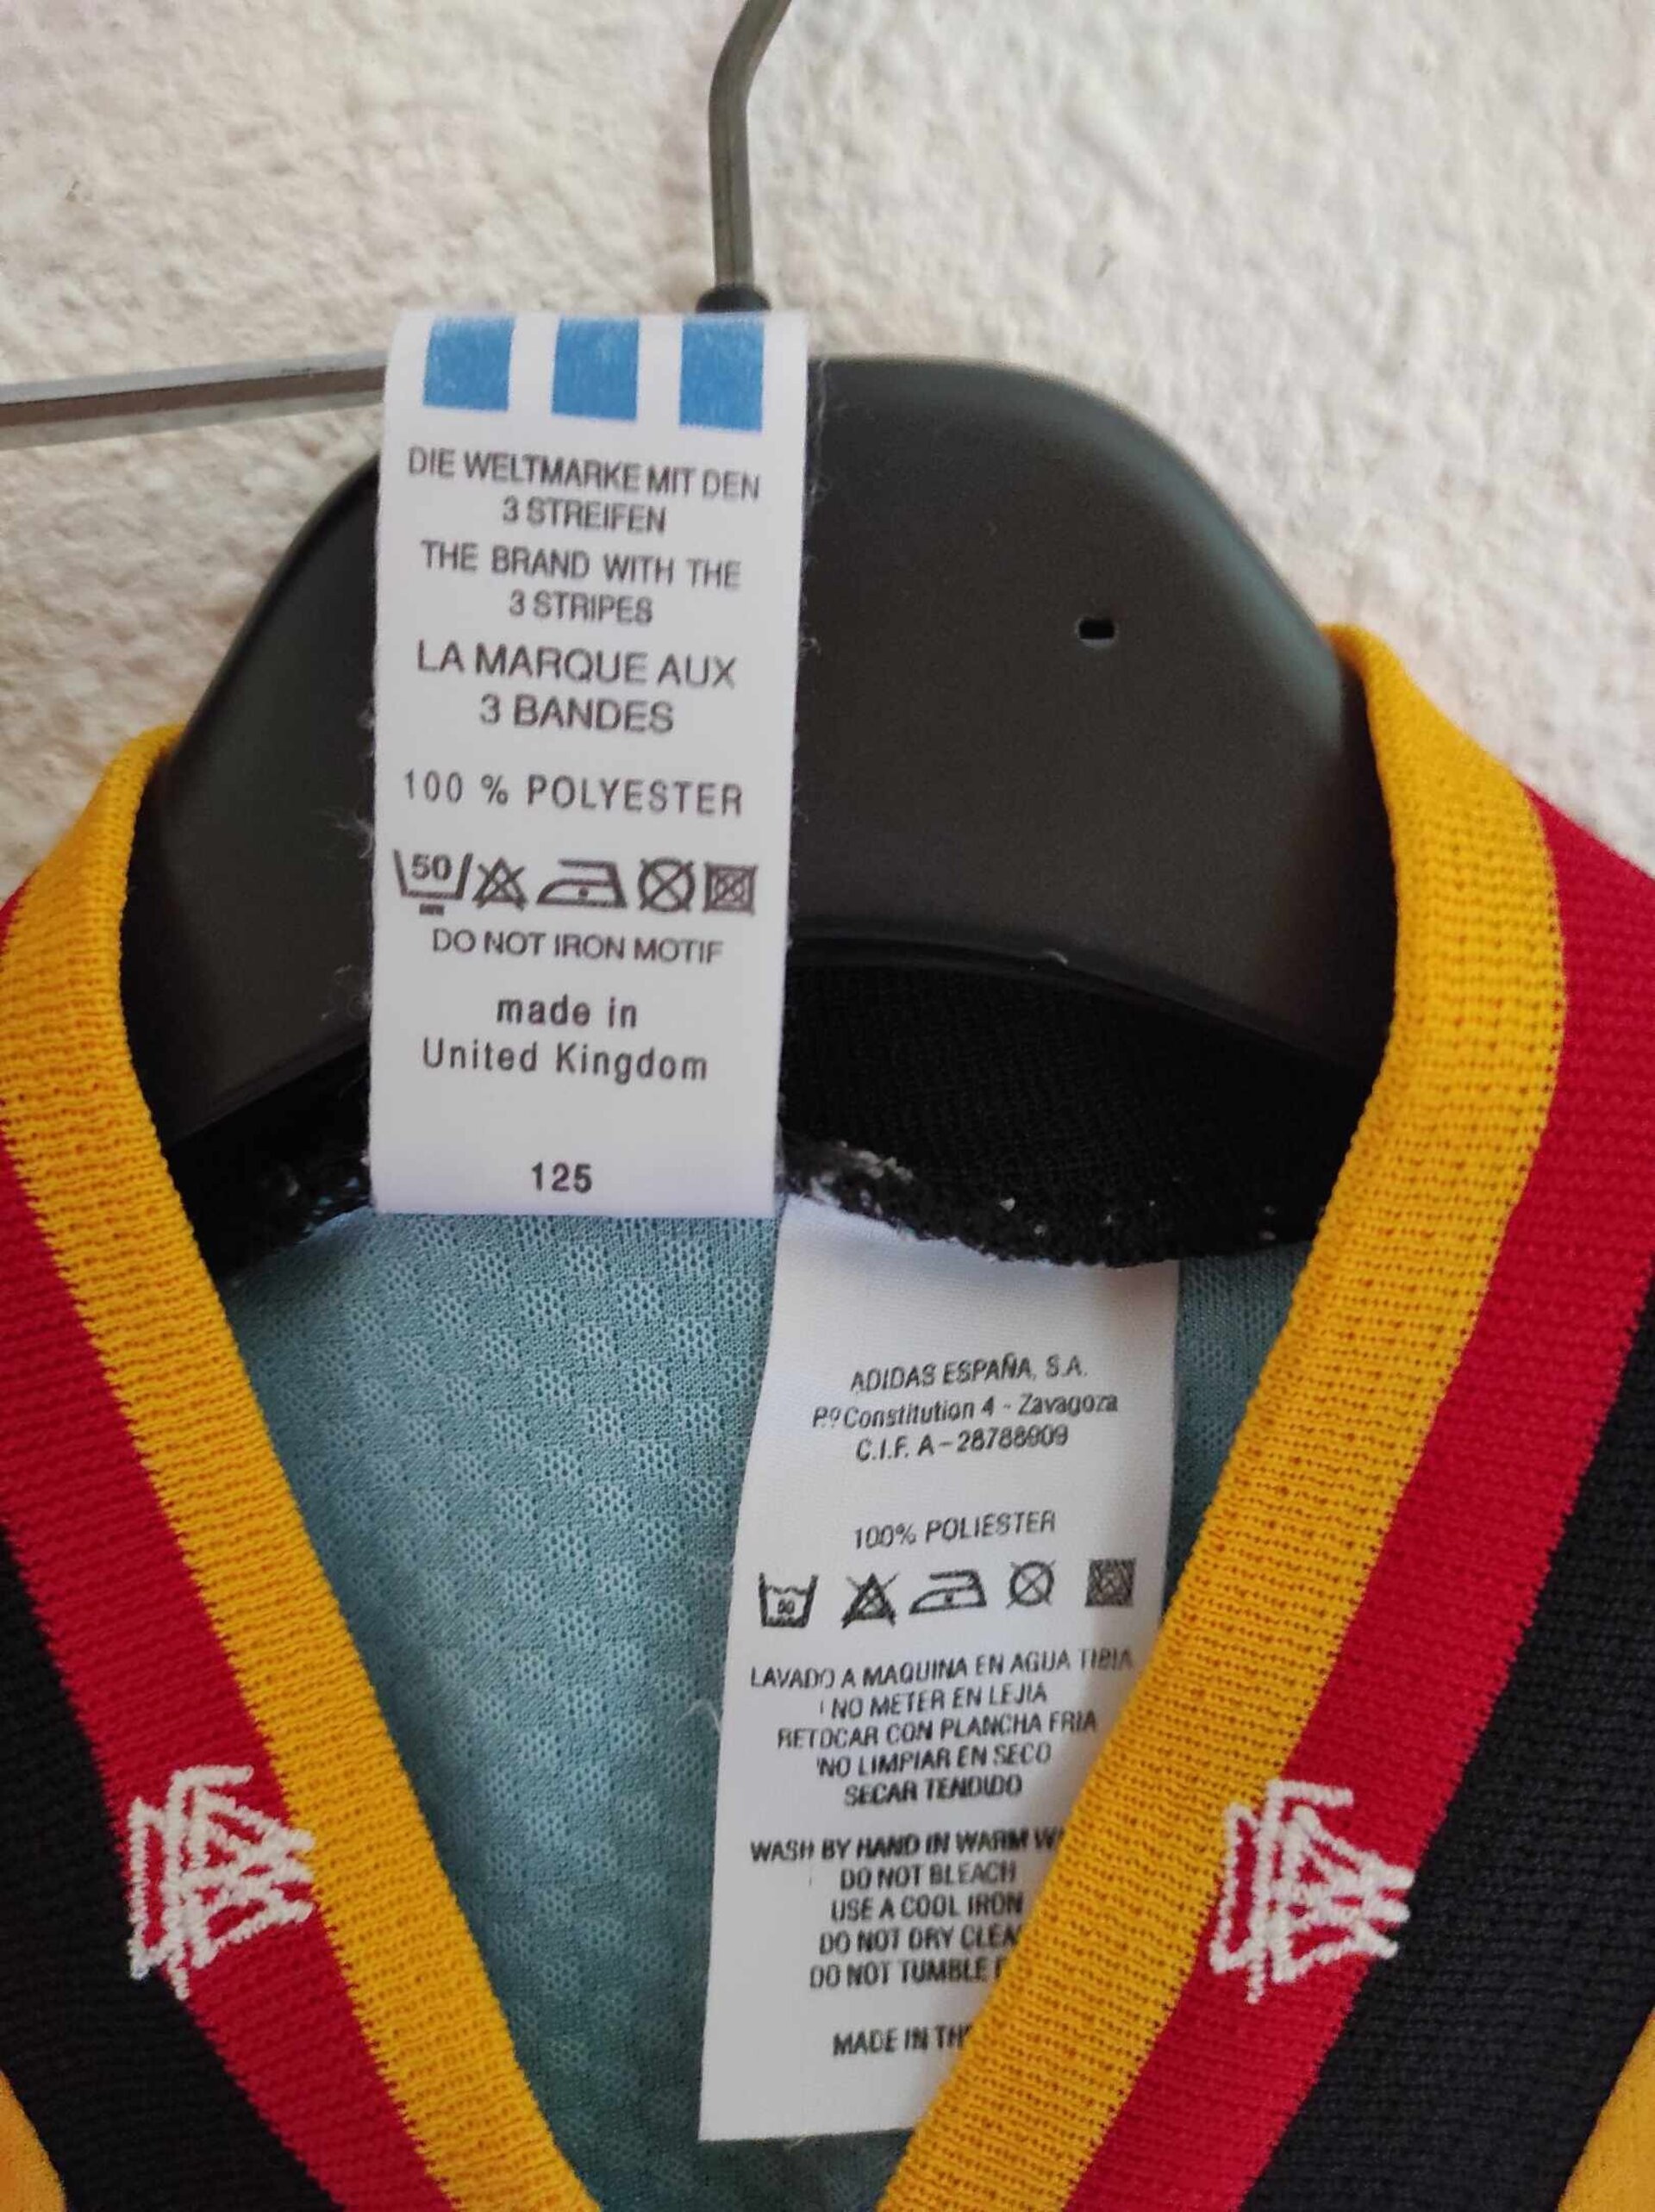 DIE WELTMARKE MIT DEN
3 STREIFEN
THE BRAND WITH THE
3 STRIPES
LA MARQUE AUX
3 BANDES
100 % POLYESTER
50
DO NOT IRON MOTIF
made in
United Kingdom
125
ADIDAS ESPAÑA, S.A.
Pº Constitution 4 - Zavagoza
C.I.F. A-28788909
100% POLIESTER
LAVADO A MAQUINA EN AGUA TIBIA
NO METER EN LEJIA
RETOCAR CON PLANCHA FRIA
NO LIMPIAR EN SECO
SECAR TENDIDO
WASH BY HAND IN WARM
DO NOT BLEACH
USE A COOL IRON
DO NOT DRY
DO NOT TUMBLE
MADE IN